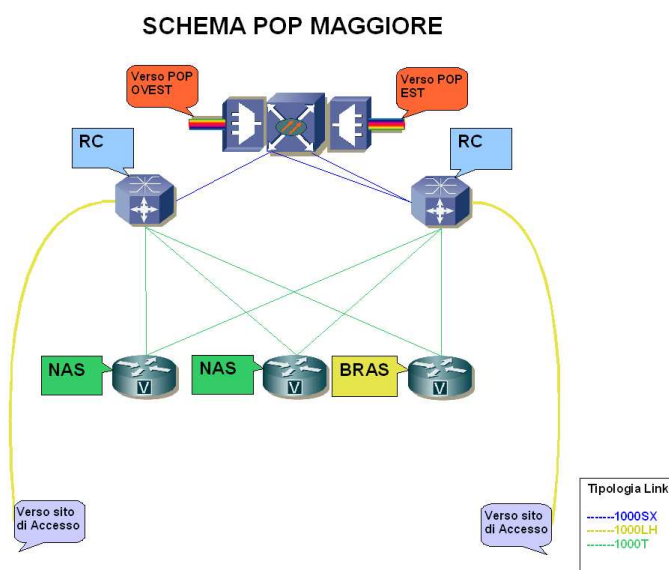 SCHEMA POP MAGGIORE
Verso POP
OVEST
Verso POP
EST
RC
RC
NAS
NAS
BRAS
V
V
V
Verso sito
di Accesso
Verso sito
di Accesso
Tipologia Link
-------1000SX
-------1000LH
-------1000T